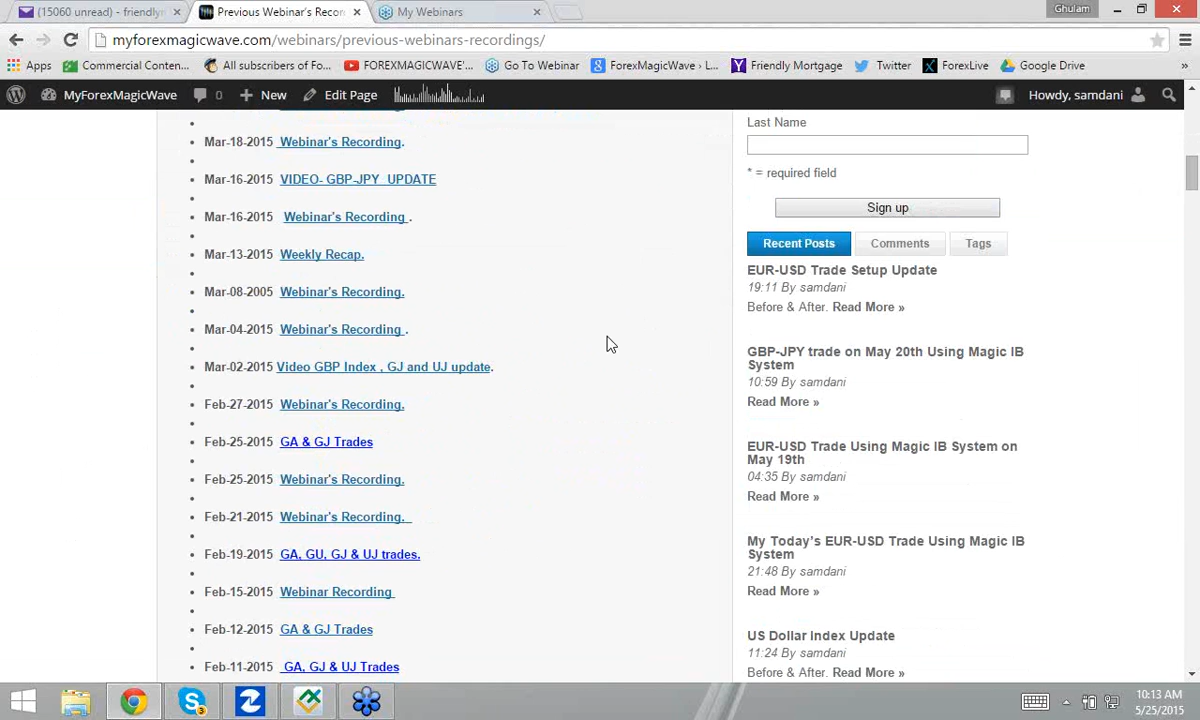 (15060 unread) - friendlyn
Previous Webinar's Recor
My Webinars
Ghulam
myforexmagicwave.com/webinars/previous-webinars-recordings/
Apps
Commercial Conten...
All subscribers of Fo...
FOREXMAGICWAVE'...
Go To Webinar
ForexMagicWave › L...
Friendly Mortgage
Twitter
ForexLive
Google Drive
»
MyForexMagicWave
0
New
Edit Page
Howdy, samdani
Mar-18-2015 Webinar's Recording.
Mar-16-2015 VIDEO- GBP-JPY UPDATE
Mar-16-2015 Webinar's Recording .
Mar-13-2015 Weekly Recap.
Mar-08-2005 Webinar's Recording.
Mar-04-2015 Webinar's Recording .
Mar-02-2015 Video GBP Index , GJ and UJ update.
Feb-27-2015 Webinar's Recording.
Feb-25-2015 GA & GJ Trades
Feb-25-2015 Webinar's Recording.
Feb-21-2015 Webinar's Recording.
Feb-19-2015 GA, GU, GJ & UJ trades.
Feb-15-2015 Webinar Recording
Feb-12-2015 GA & GJ Trades
Feb-11-2015 GA, GJ & UJ Trades
Last Name
* = required field
Sign up
Recent Posts
Comments
Tags
EUR-USD Trade Setup Update
19:11 By samdani
Before & After. Read More »
GBP-JPY trade on May 20th Using Magic IB
System
10:59 By samdani
Read More »
EUR-USD Trade Using Magic IB System on
May 19th
04:35 By samdani
Read More »
My Today's EUR-USD Trade Using Magic IB
System
21:48 By samdani
Read More »
US Dollar Index Update
11:24 By samdani
Before & After. Read More »
3
10:13 AM
5/25/2015